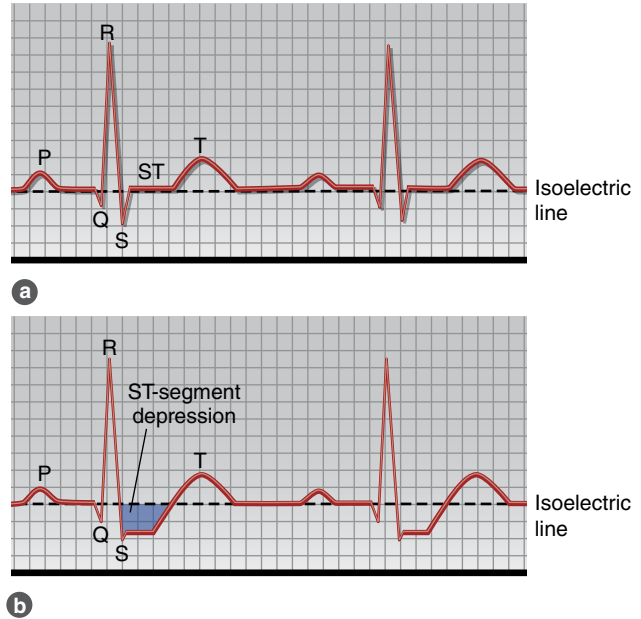 R
P
ST
T
Q
S
Isoelectric
line
a
R
ST-segment
depression
P
T
Q
S
Isoelectric
line
b